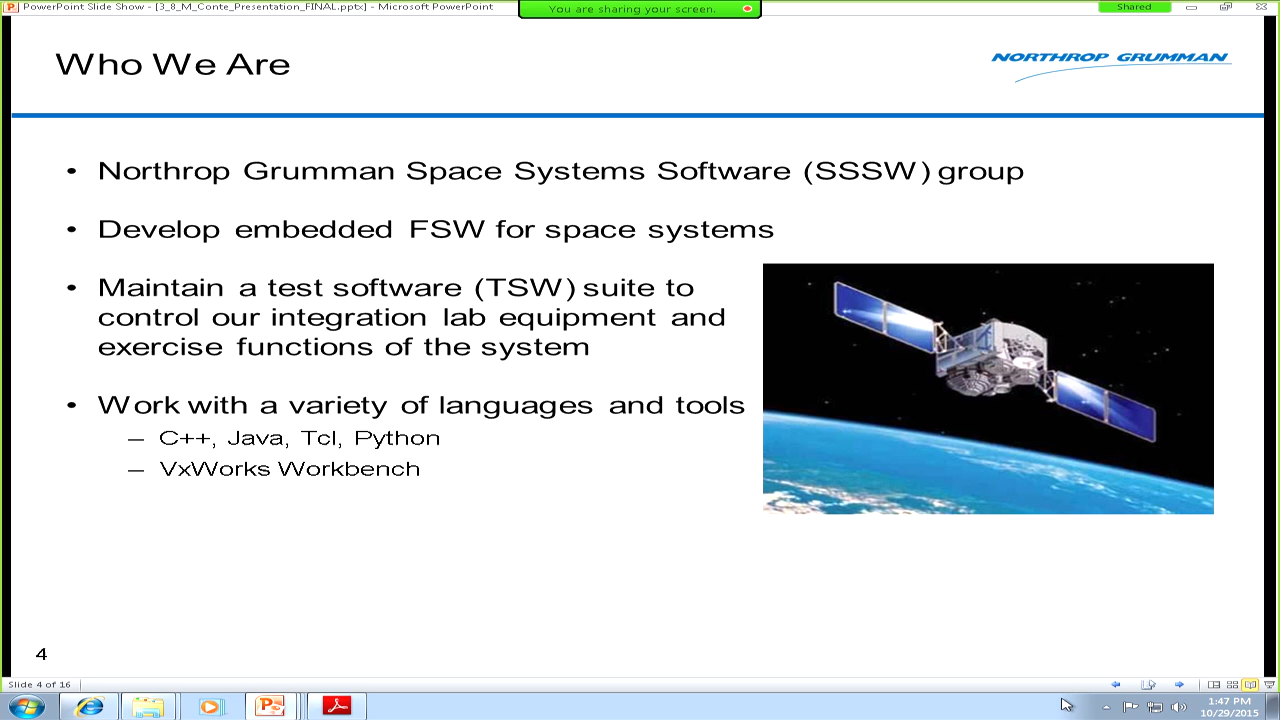 PowerPoint Slide Show - [3_8_M_Conte_Presentation_FINAL.pptx] - Microsoft PowerPoint
You are sharing your screen.
Shared
Who We Are
NORTHROP GRUMMAN
• Northrop Grumman Space Systems Software (SSSW) group
• Develop embedded FSW for space systems
• Maintain a test software (TSW) suite to
control our integration lab equipment and
exercise functions of the system
• Work with a variety of languages and tools
– C++, Java, Tcl, Python
– VxWorks Workbench
4
Slide 4 of 16
1:47 PM
10/29/2015